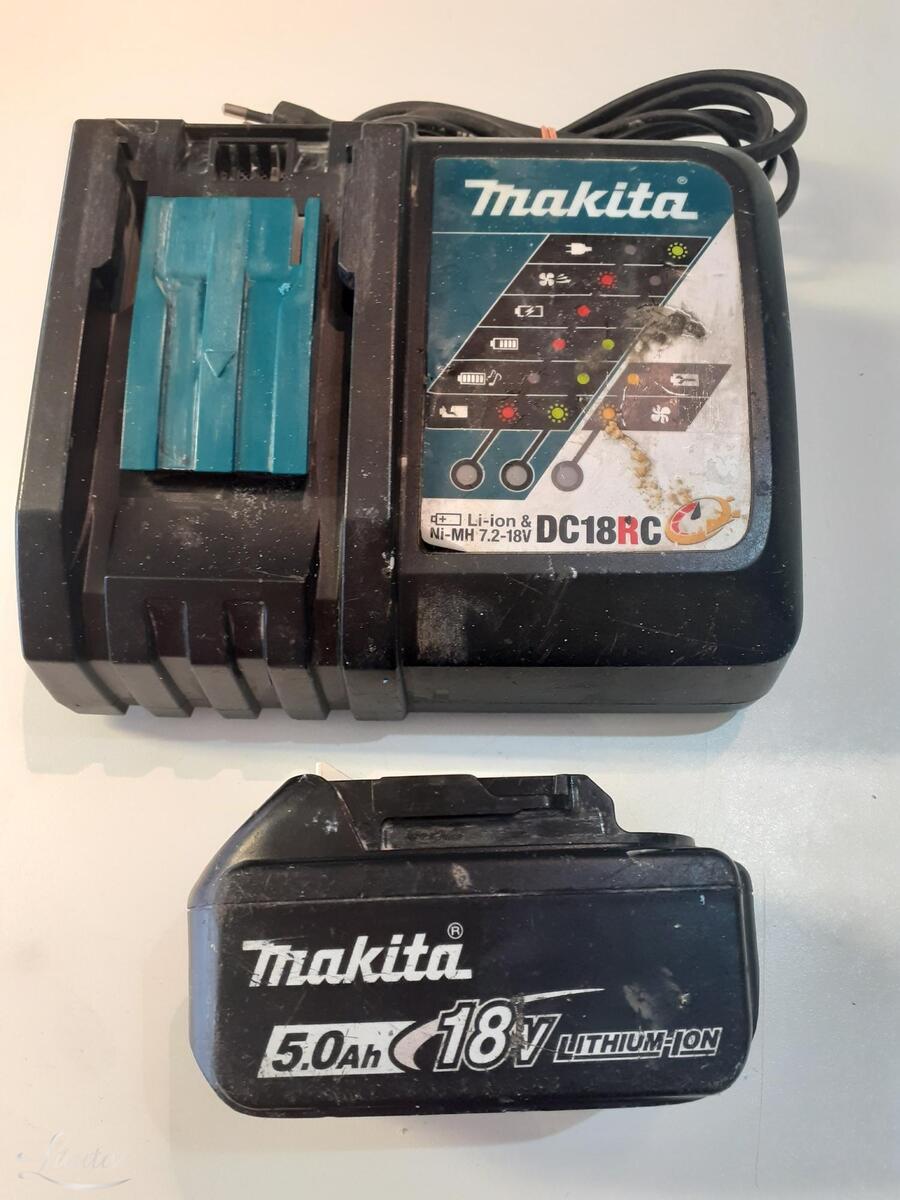 makita®
Li-ion &
Ni-MH 7.2-18V
DC18RC
makita®
5.0Ah 18V LITHIUM-ION